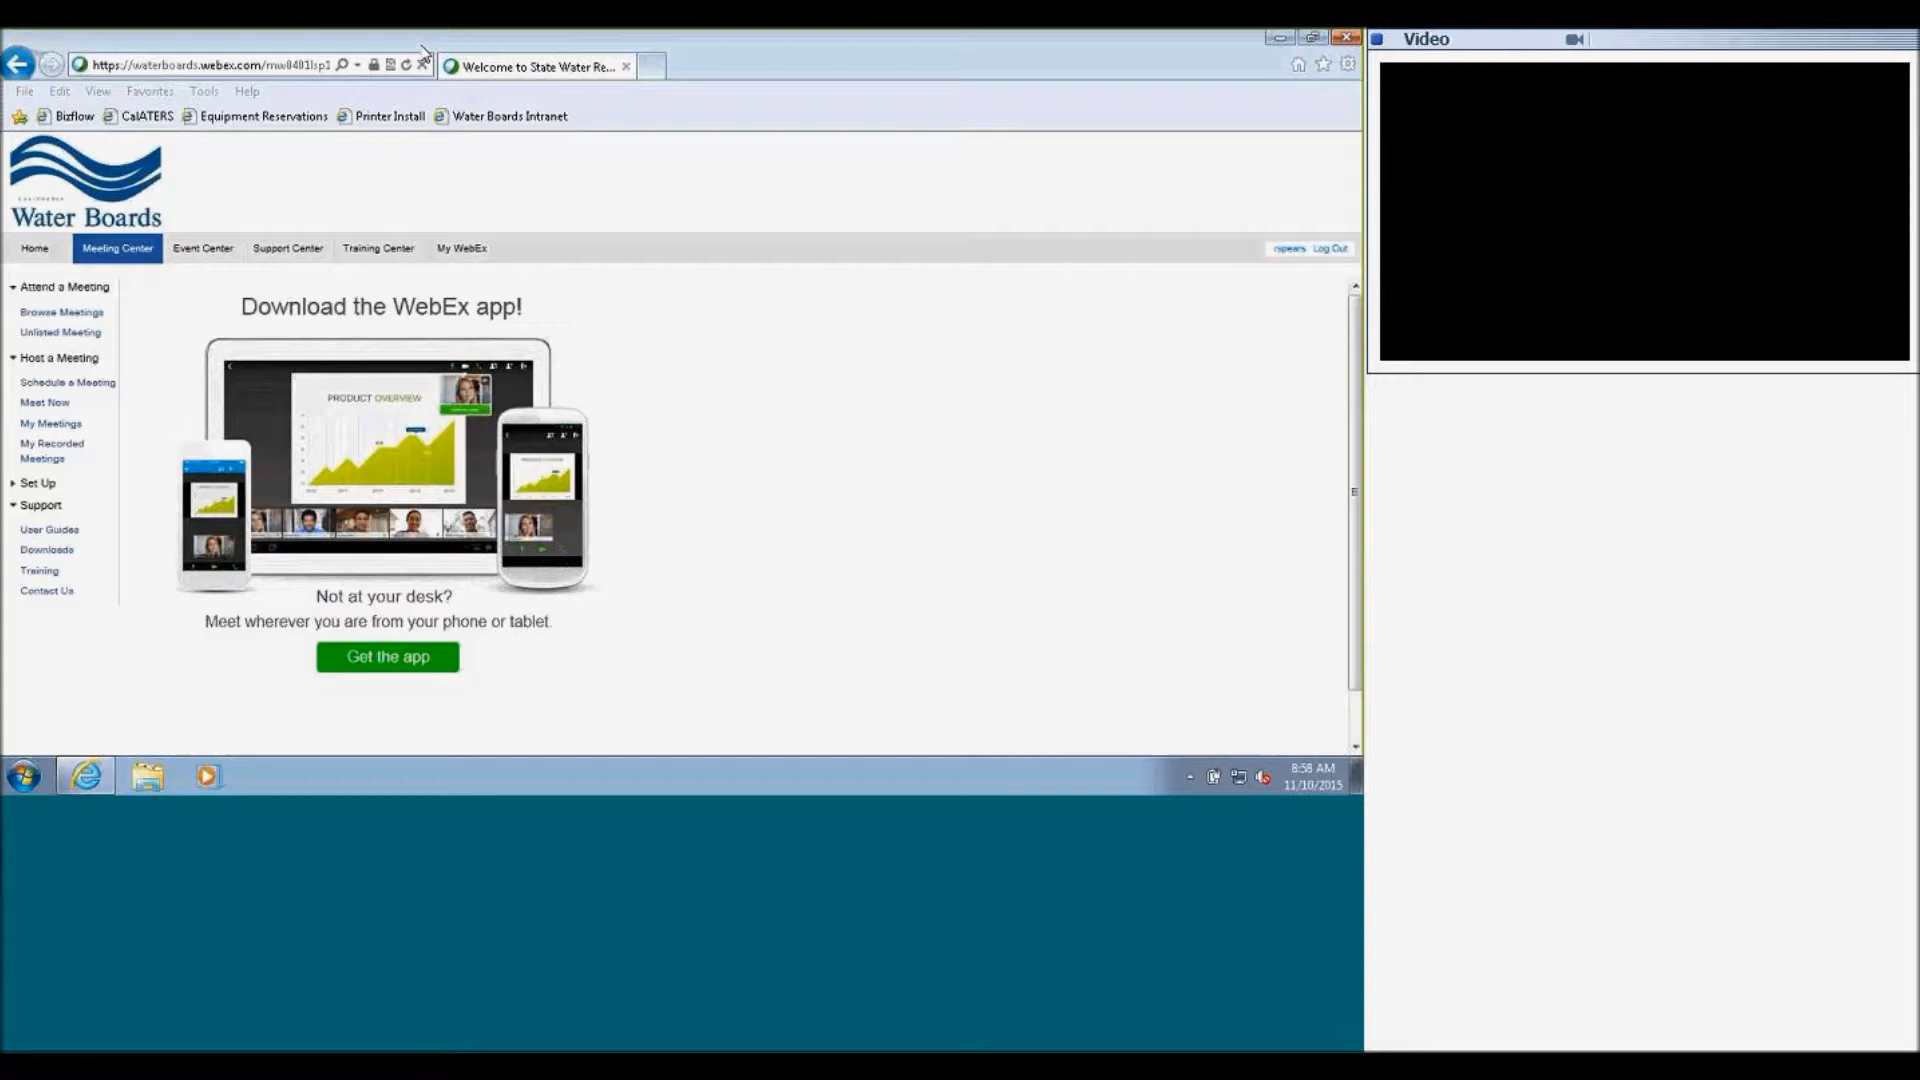 Video
https://waterboards.webex.com/mw0401lsp1
Welcome to State Water Re...
File Edit View Favorites Tools Help
Bizflow CalATERS Equipment Reservations Printer Install Water Boards Intranet
CALIFORNIA
Water Boards
Home Meeting Center Event Center Support Center Training Center My WebEx rspears Log Out
Attend a Meeting
Browse Meetings
Unlisted Meeting
Host a Meeting
Schedule a Meeting
Meet Now
My Meetings
My Recorded
Meetings
Set Up
Support
User Guides
Downloads
Training
Contact Us
Download the WebEx app!
PRODUCT OVERVIEW
Not at your desk?
Meet wherever you are from your phone or tablet.
Get the app
8:58 AM
11/10/2015